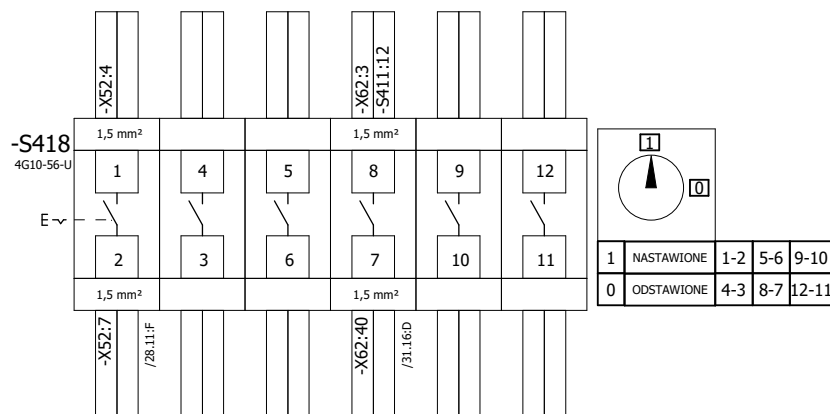 -X52:4
-X62:3
-S411:12
-S418
4G10-56-U
1,5 mm²
1,5 mm²
1 4 5 8 9 12
E
2 3 6 7 10 11
1,5 mm²
1,5 mm²
-X52:7
/28.11:F
-X62:40
/31.16:D
1
0
1 NASTAWIONE 1-2 5-6 9-10
0 ODSTAWIONE 4-3 8-7 12-11